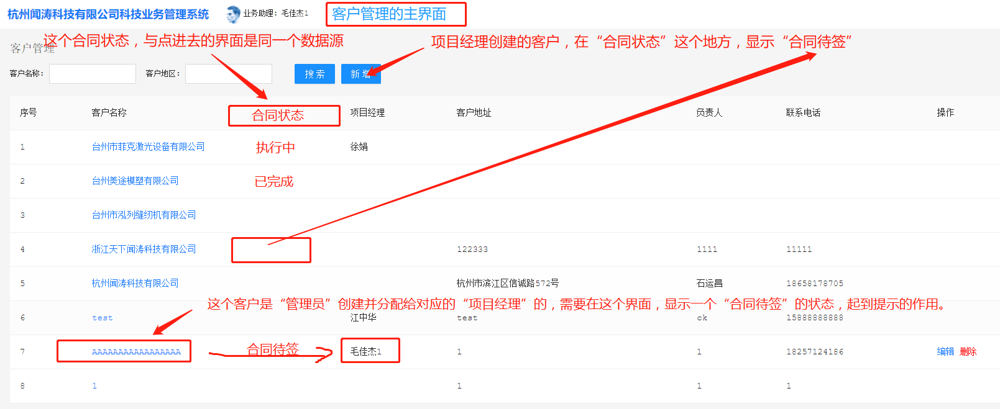 杭州闻涛科技有限公司科技业务管理系统 业务助理：毛佳杰1 客户管理的主界面
这个合同状态，与点进去的界面是同一个数据源 项目经理创建的客户，在“合同状态”这个地方，显示“合同待签”
客户管理
客户名称： 客户地区： 搜 索 新 增
序号 客户名称 合同状态 项目经理 客户地址 负责人 联系电话 操作
1 台州市菲克激光设备有限公司 执行中 徐娟
2 台州美途模塑有限公司 已完成
3 台州市泓列缝纫机有限公司
4 浙江天下闻涛科技有限公司 122333 1111 11111
5 杭州闻涛科技有限公司 杭州市滨江区信诚路572号 石运昌 18658178705
这个客户是“管理员”创建并分配给对应的“项目经理”的，需要在这个界面，显示一个“合同待签”的状态，起到提示的作用。
6 test 江中华 test ck 15888888888
7 AAAAAAAAAAAAAAAAA 合同待签 毛佳杰1 1 1 18257124186 编辑 删除
8 1 1 1 1